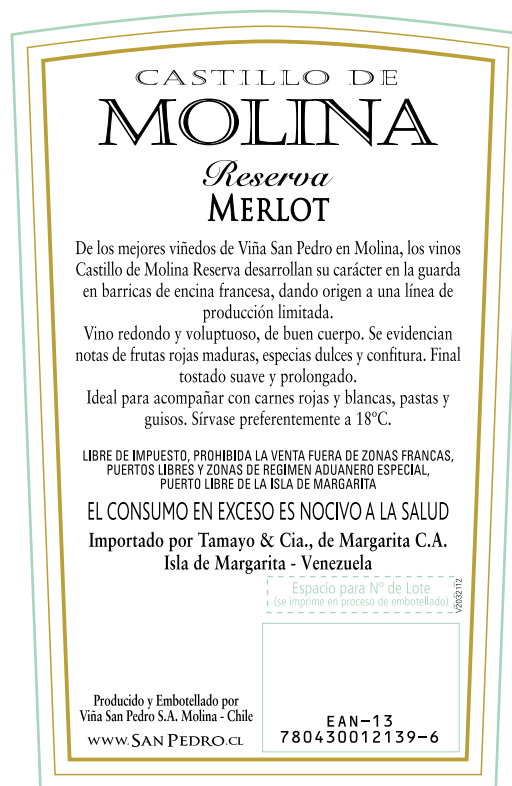 CASTILLO DE
MOLINA
Reserva
MERLOT
De los mejores viñedos de Viña San Pedro en Molina, los vinos
Castillo de Molina Reserva desarrollan su carácter en la guarda
en barricas de encina francesa, dando origen a una línea de
producción limitada.
Vino redondo y voluptuoso, de buen cuerpo. Se evidencian
notas de frutas rojas maduras, especias dulces y confitura. Final
tostado suave y prolongado.
Ideal para acompañar con carnes rojas y blancas, pastas y
guisos. Sírvase preferentemente a 18ºC.
LIBRE DE IMPUESTO, PROHIBIDA LA VENTA FUERA DE ZONAS FRANCAS,
PUERTOS LIBRES Y ZONAS DE REGIMEN ADUANERO ESPECIAL,
PUERTO LIBRE DE LA ISLA DE MARGARITA
EL CONSUMO EN EXCESO ES NOCIVO A LA SALUD
Importado por Tamayo & Cia., de Margarita C.A.
Isla de Margarita - Venezuela
Espacio para Nº de Lote
(se imprime en proceso de embotellado)
V2032112
Producido y Embotellado por
Viña San Pedro S.A. Molina - Chile
WWW.SAN PEDRO.CL
EAN-13
780430012139-6